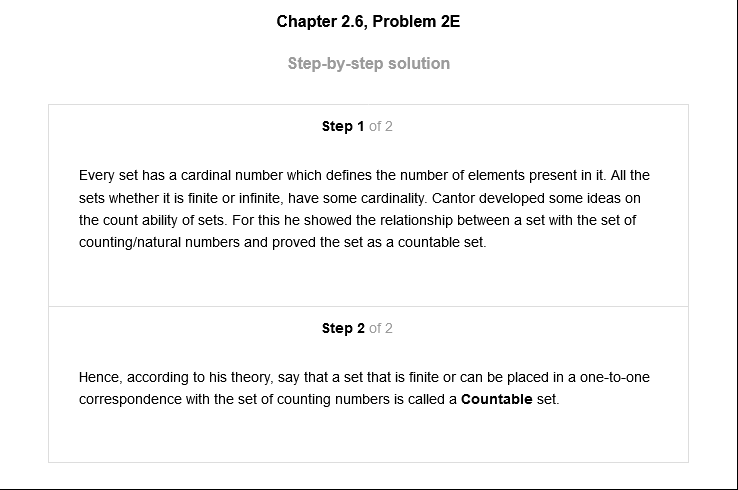 Chapter 2.6, Problem 2E
Step-by-step solution
Step 1 of 2
Every set has a cardinal number which defines the number of elements present in it. All the
sets whether it is finite or infinite, have some cardinality. Cantor developed some ideas on
the count ability of sets. For this he showed the relationship between a set with the set of
counting/natural numbers and proved the set as a countable set.
Step 2 of 2
Hence, according to his theory, say that a set that is finite or can be placed in a one-to-one
correspondence with the set of counting numbers is called a Countable set.